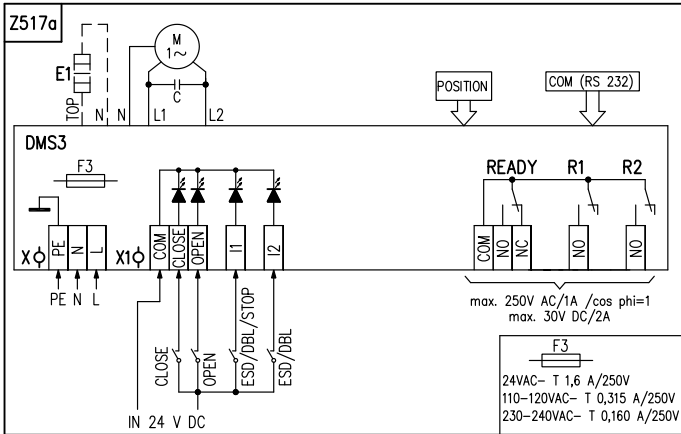 Z517a
E1
TOP
N
N
M
1~
C
L1
L2
POSITION
COM (RS 232)
DMS3
F3
READY
R1
R2
X
PE
N
L
X1
COM
CLOSE
OPEN
I1
I2
COM
NO
NC
NO
NO
PE N L
max. 250V AC/1A /cos phi=1
max. 30V DC/2A
CLOSE
OPEN
ESD/DBL/STOP
ESD/DBL
IN 24 V DC
F3
24VAC– T 1,6 A/250V
110–120VAC– T 0,315 A/250V
230–240VAC– T 0,160 A/250V